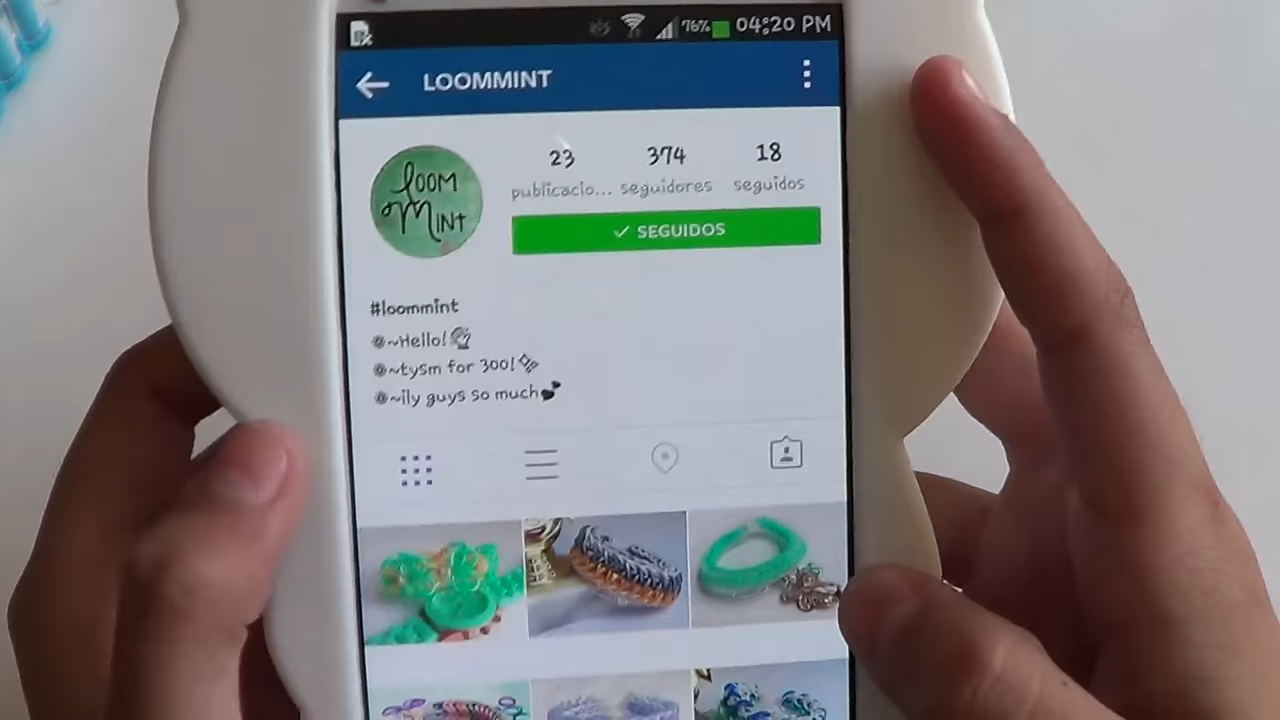 76% 04:20 PM
LOOMMINT
23 374 18
publicacio... seguidores seguidos
✓ SEGUIDOS
loom
Mint
#loommint
~Hello!
~tysm for 300!
~ily guys so much